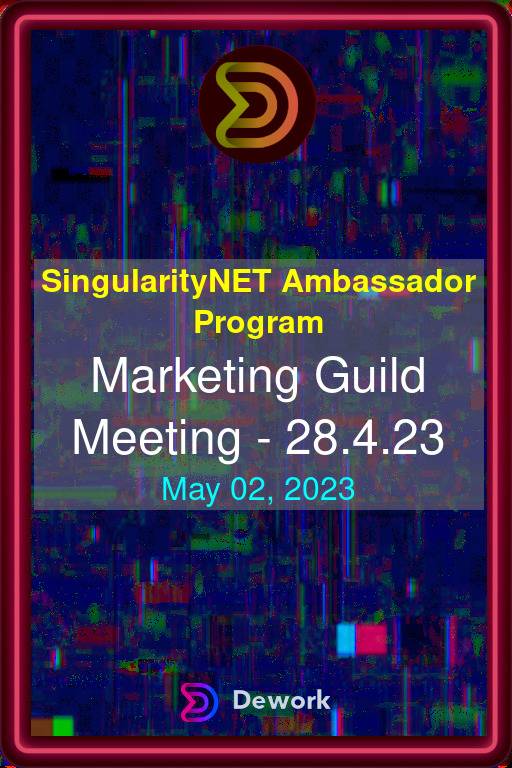 SingularityNET Ambassador
Program
Marketing Guild
Meeting - 28.4.23
May 02, 2023
Dework